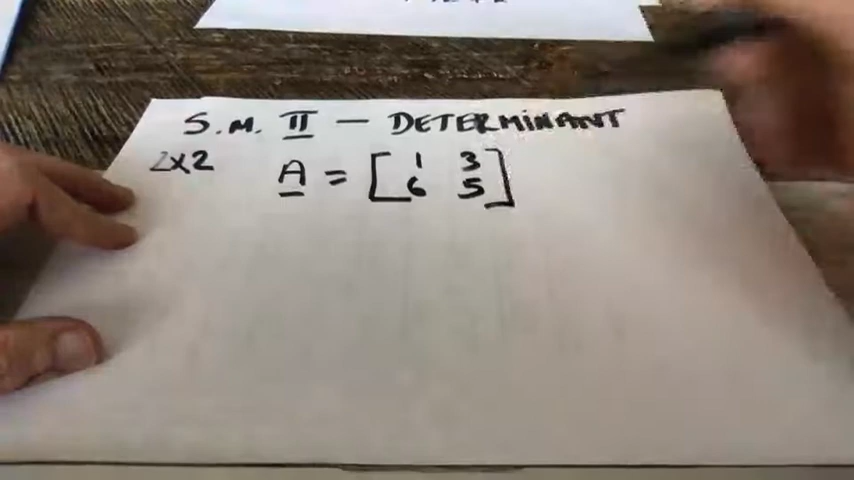 S.M. II — DETERMINANT
2x2 A = [ 1 3
6 5 ]